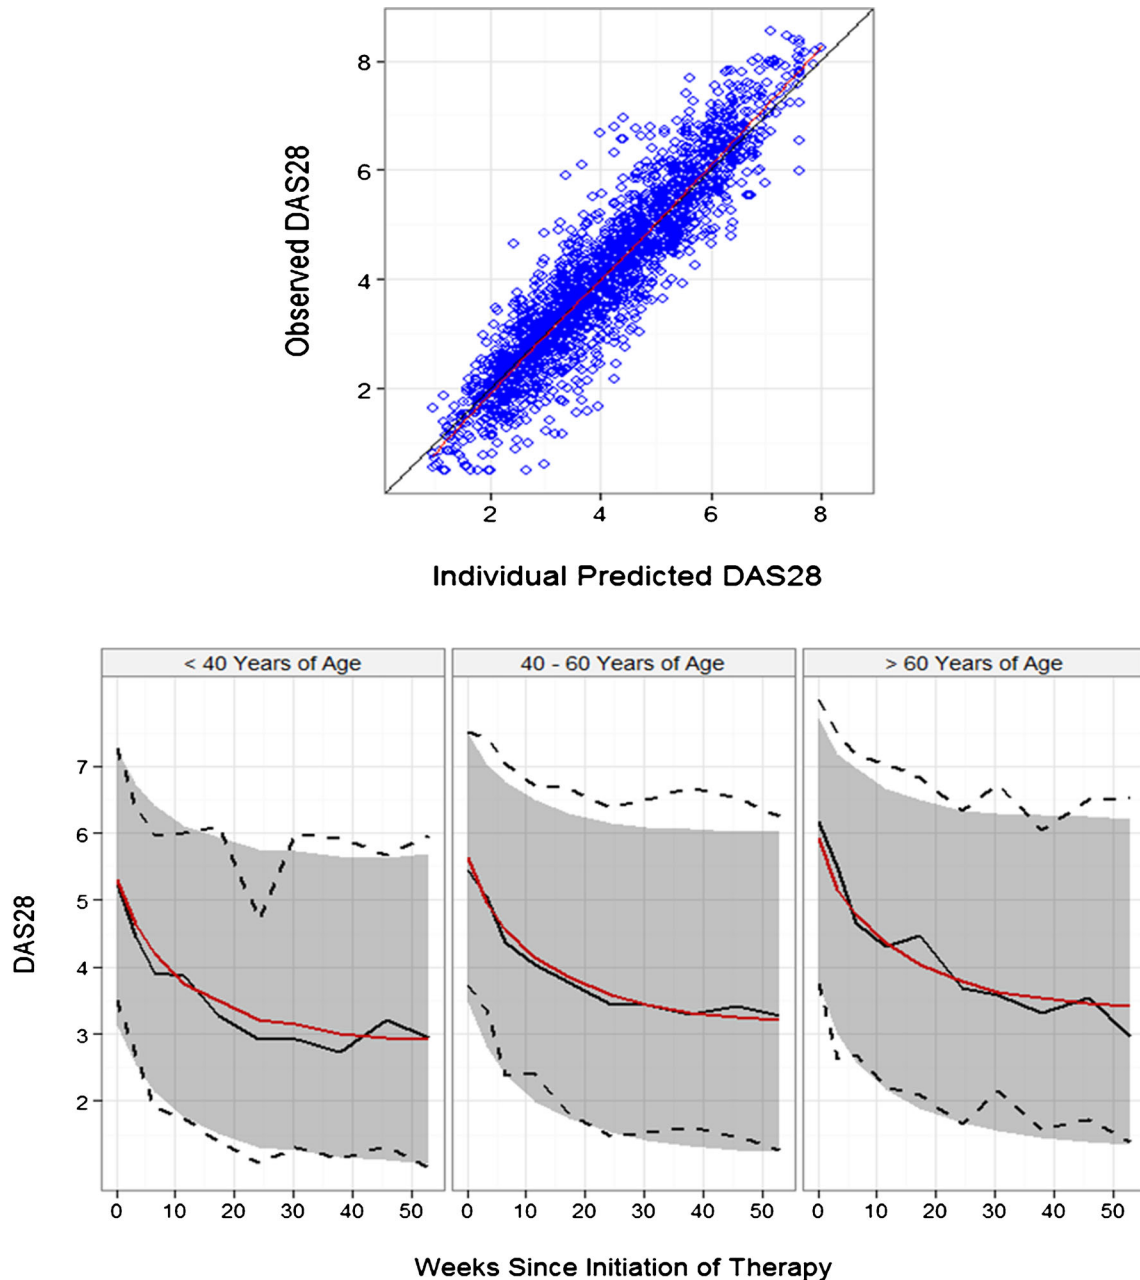 8
6
4
2
Observed DAS28
2 4 6 8
Individual Predicted DAS28
< 40 Years of Age 40 - 60 Years of Age > 60 Years of Age
7
6
5
4
3
2
DAS28
0 10 20 30 40 50 0 10 20 30 40 50 0 10 20 30 40 50
Weeks Since Initiation of Therapy